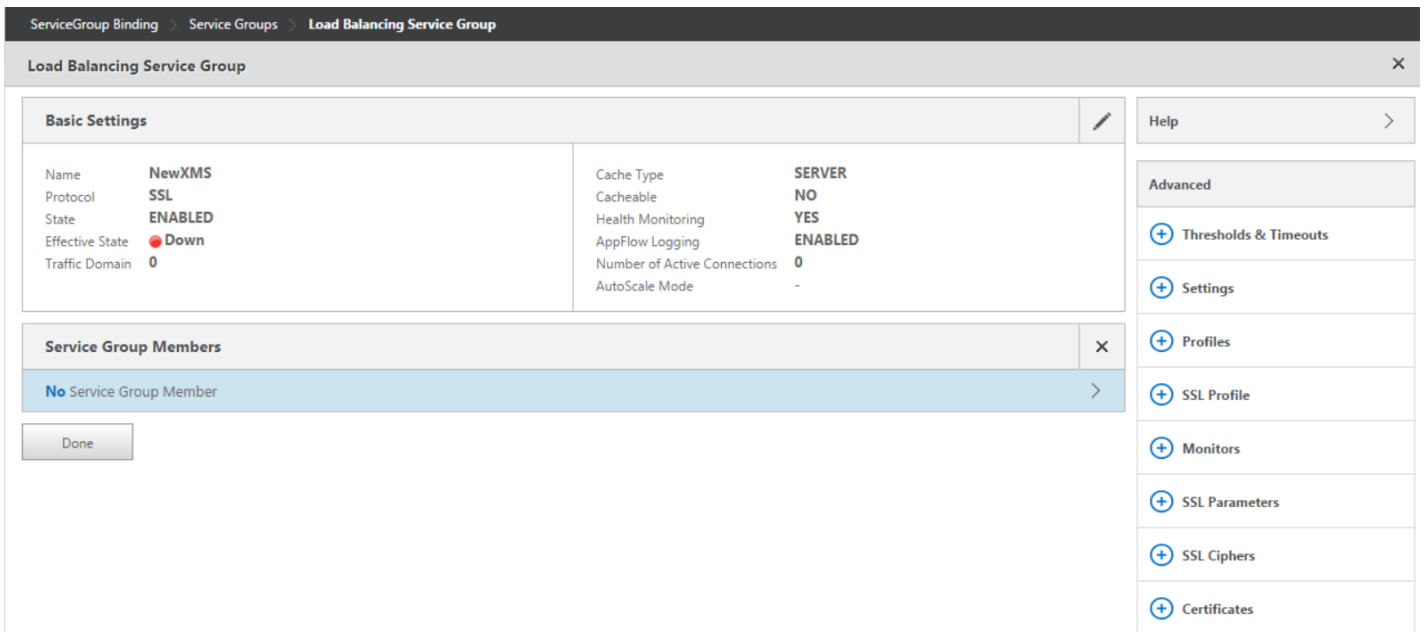 ServiceGroup Binding > Service Groups > Load Balancing Service Group
Load Balancing Service Group
Basic Settings
Name NewXMS
Protocol SSL
State ENABLED
Effective State Down
Traffic Domain 0
Cache Type SERVER
Cacheable NO
Health Monitoring YES
AppFlow Logging ENABLED
Number of Active Connections 0
AutoScale Mode -
Service Group Members
No Service Group Member
Done
Help
Advanced
Thresholds & Timeouts
Settings
Profiles
SSL Profile
Monitors
SSL Parameters
SSL Ciphers
Certificates